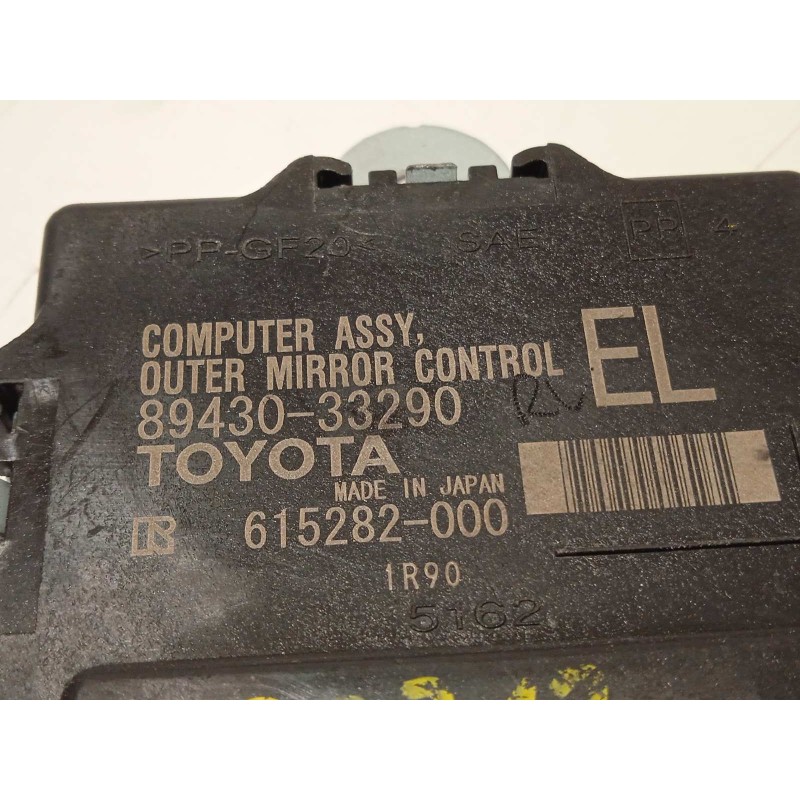 >PP-GF20< SAE PP 4
COMPUTER ASSY,
OUTER MIRROR CONTROL EL
89430-33290
TOYOTA
MADE IN JAPAN
R 615282-000
1R90
5162